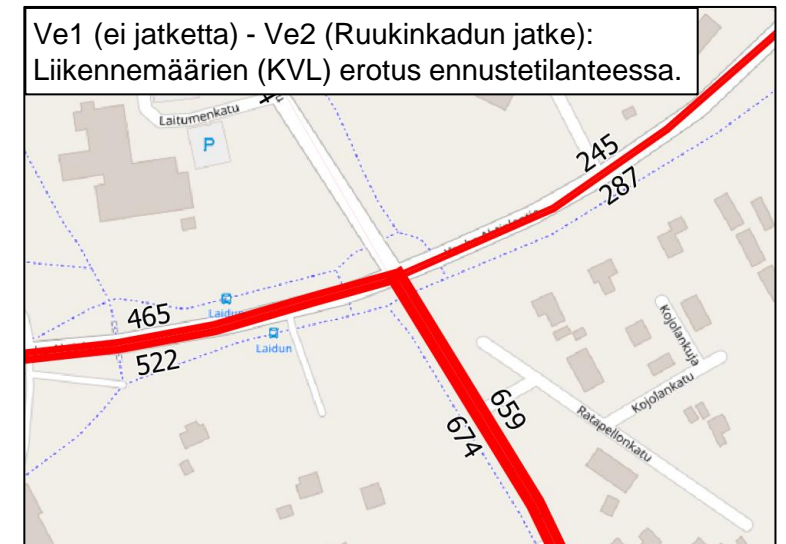 Ve1 (ei jatketta) - Ve2 (Ruukinkadun jatke):
Liikennemäärien (KVL) erotus ennustetilanteessa.
Laitumenkatu
P
245
287
465
Laidun
522
Laidun
659
674
Kojolankuja
Kojolankatu
Ratapellonkatu